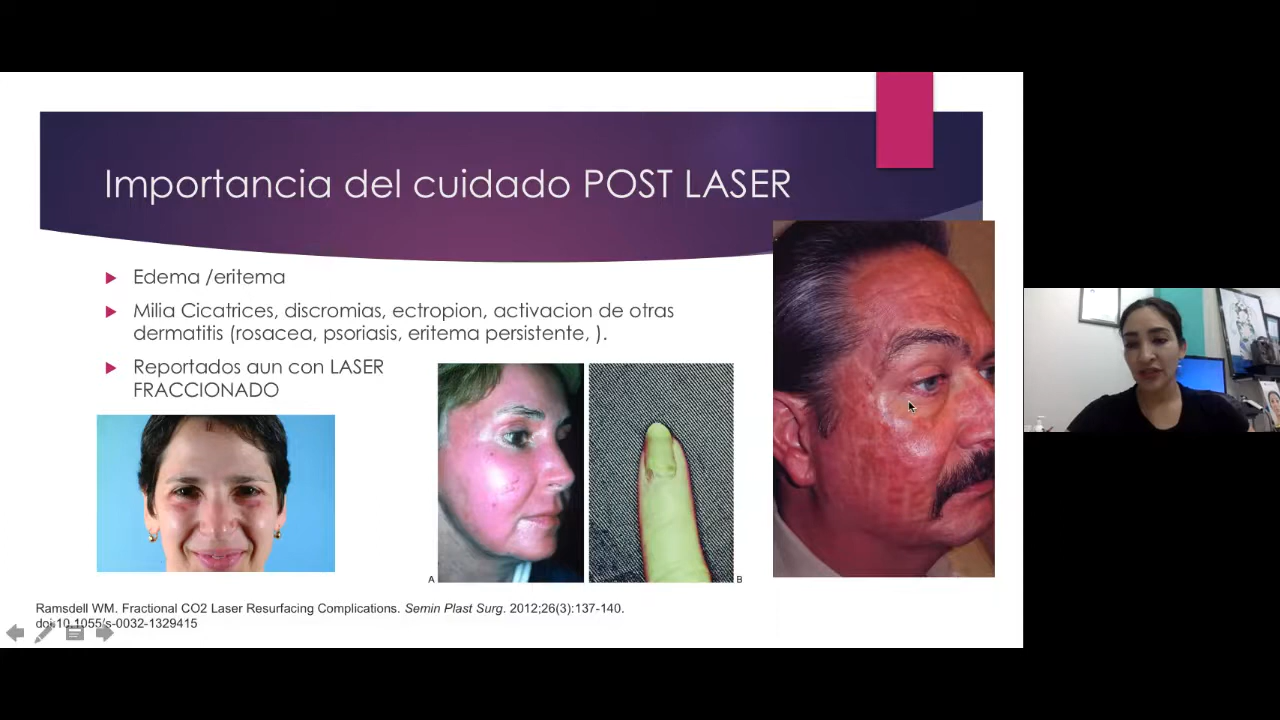 Importancia del cuidado POST LASER
Edema /eritema
Milia Cicatrices, discromias, ectropion, activacion de otras
dermatitis (rosacea, psoriasis, eritema persistente, ).
Reportados aun con LASER
FRACCIONADO
A
B
Ramsdell WM. Fractional CO2 Laser Resurfacing Complications. Semin Plast Surg. 2012;26(3):137-140.
doi:10.1055/s-0032-1329415